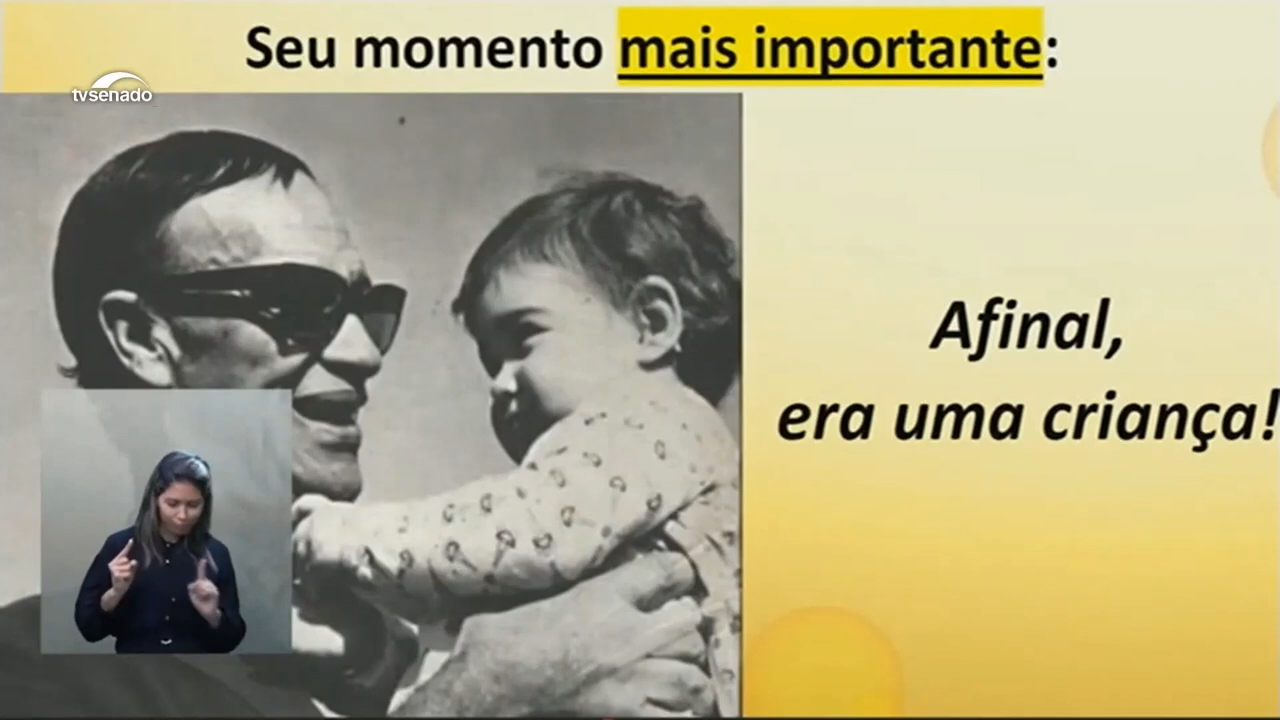 Seu momento mais importante:
tvsenado
Afinal,
era uma criança!